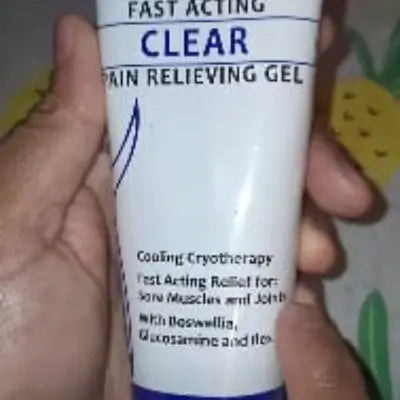 FAST ACTING
CLEAR
PAIN RELIEVING GEL
Cooling Cryotherapy
Fast Acting Relief for:
Sore Muscles and Joints
With Boswellia,
Glucosamine and Ilex